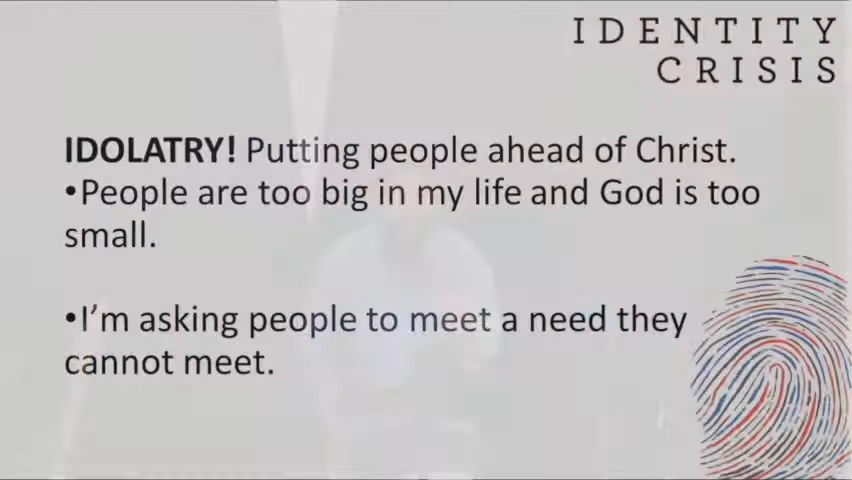 IDENTITY
CRISIS
IDOLATRY! Putting people ahead of Christ.
•People are too big in my life and God is too
small.
•I’m asking people to meet a need they
cannot meet.